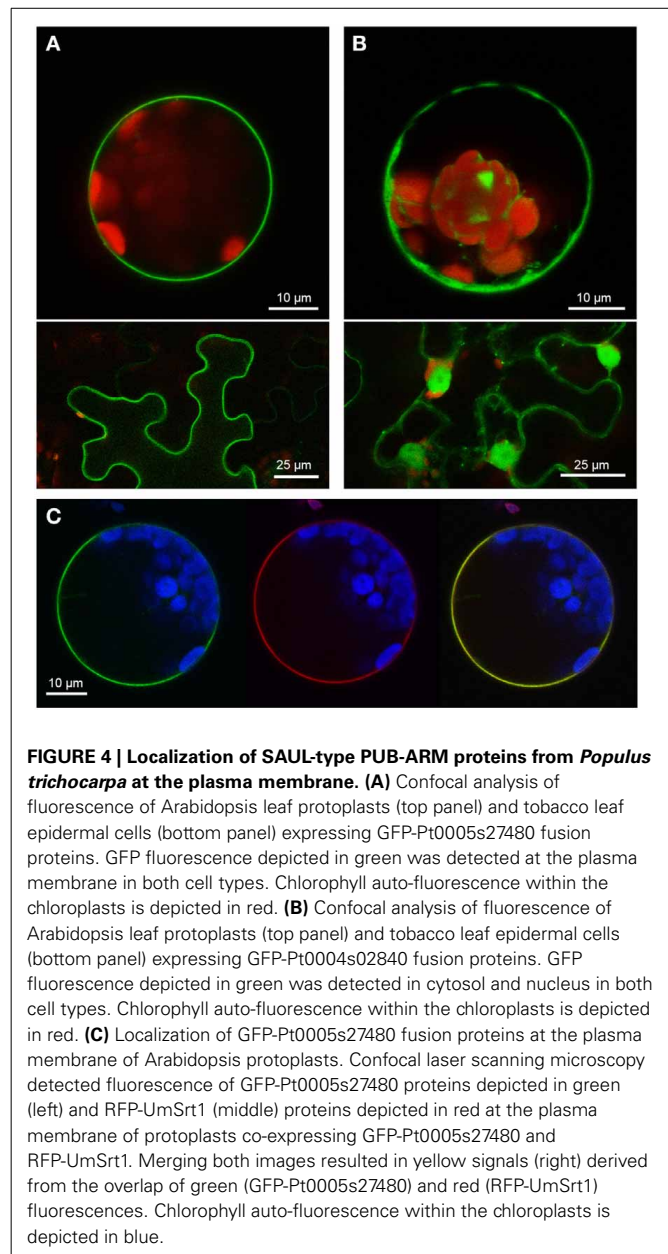 A
B
10 µm
10 µm
25 µm
25 µm
C
10 µm
FIGURE 4 | Localization of SAUL-type PUB-ARM proteins from Populus
trichocarpa at the plasma membrane. (A) Confocal analysis of
fluorescence of Arabidopsis leaf protoplasts (top panel) and tobacco leaf
epidermal cells (bottom panel) expressing GFP-Pt0005s27480 fusion
proteins. GFP fluorescence depicted in green was detected at the plasma
membrane in both cell types. Chlorophyll auto-fluorescence within the
chloroplasts is depicted in red. (B) Confocal analysis of fluorescence of
Arabidopsis leaf protoplasts (top panel) and tobacco leaf epidermal cells
(bottom panel) expressing GFP-Pt0004s02840 fusion proteins. GFP
fluorescence depicted in green was detected in cytosol and nucleus in both
cell types. Chlorophyll auto-fluorescence within the chloroplasts is depicted
in red. (C) Localization of GFP-Pt0005s27480 fusion proteins at the plasma
membrane of Arabidopsis protoplasts. Confocal laser scanning microscopy
detected fluorescence of GFP-Pt0005s27480 proteins depicted in green
(left) and RFP-UmSrt1 (middle) proteins depicted in red at the plasma
membrane of protoplasts co-expressing GFP-Pt0005s27480 and
RFP-UmSrt1. Merging both images resulted in yellow signals (right) derived
from the overlap of green (GFP-Pt0005s27480) and red (RFP-UmSrt1)
fluorescences. Chlorophyll auto-fluorescence within the chloroplasts is
depicted in blue.